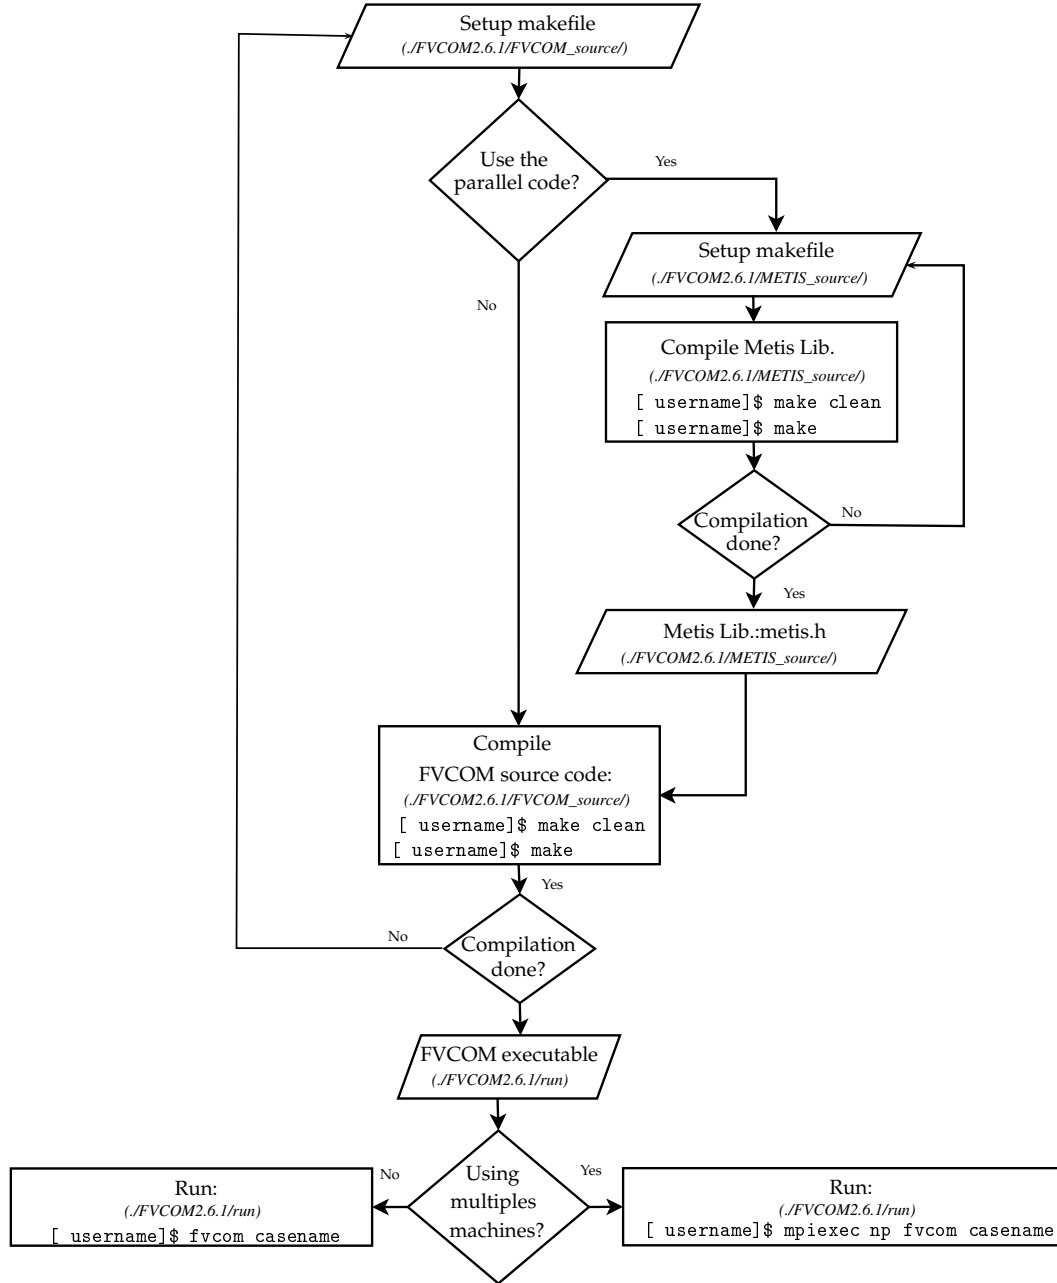 Setup makefile
(./FVCOM2.6.1/FVCOM_source/)
Use the
parallel code?
Yes
No
Setup makefile
(./FVCOM2.6.1/METIS_source/)
Compile Metis Lib.
(./FVCOM2.6.1/METIS_source/)
[ username]$ make clean
[ username]$ make
Compilation
done?
No
Yes
Metis Lib.:metis.h
(./FVCOM2.6.1/METIS_source/)
Compile
FVCOM source code:
(./FVCOM2.6.1/FVCOM_source/)
[ username]$ make clean
[ username]$ make
Yes
No
Compilation
done?
FVCOM executable
(./FVCOM2.6.1/run)
Using
multiples
machines?
No
Yes
Run:
(./FVCOM2.6.1/run)
[ username]$ fvcom casename
Run:
(./FVCOM2.6.1/run)
[ username]$ mpiexec np fvcom casename